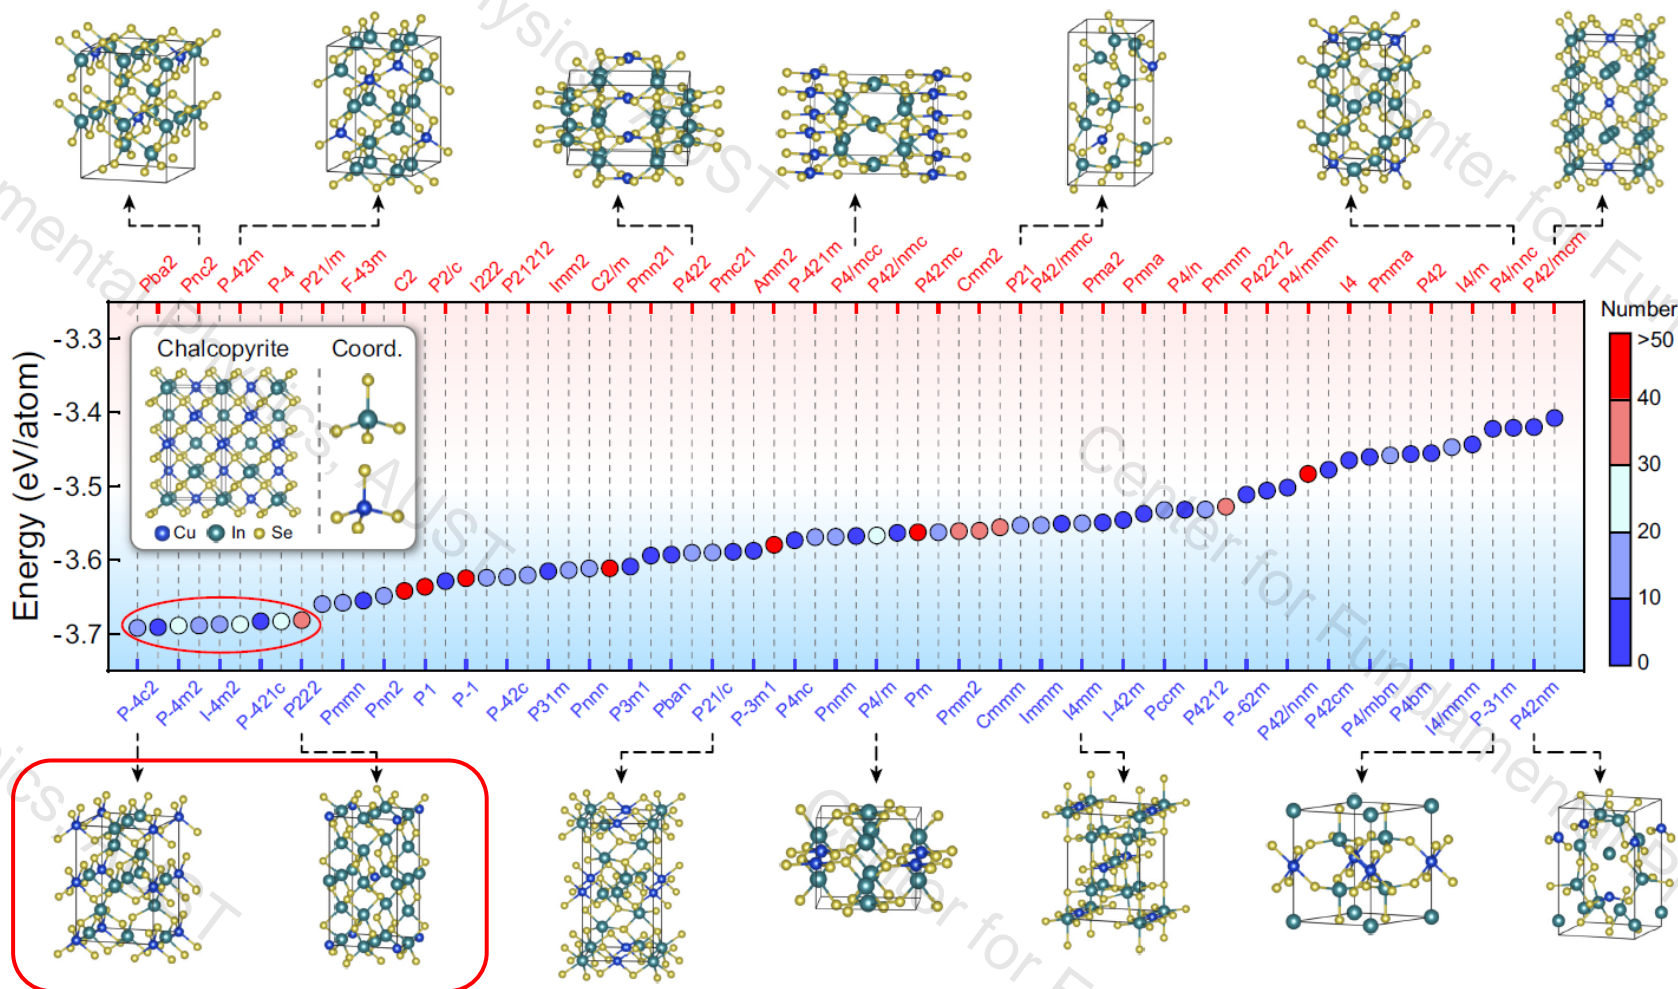 Pba2
Pnc2
P-42m
P-4
P21/m
F-43m
C2
P2/c
I222
P21212
Imm2
C2/m
Pmn21
P422
Pmc21
Amm2
P-421m
P4/mcc
P42/nmc
P42mc
Cmm2
P21
P42/mmc
Pma2
Pmna
P4/n
Pmmm
P42212
P4/mmm
I4
Pmma
P42
I4/m
P4/nnc
P42/mcm
Number
>50
40
30
20
10
0
Energy (eV/atom)
-3.3
-3.4
-3.5
-3.6
-3.7
Chalcopyrite
Coord.
Cu In Se
P-4c2
P-4m2
I-4m2
P-421c
P222
Pmmn
Pnn2
P1
P-1
P-42c
P31m
Pnnn
P3m1
Pban
P21/c
P-3m1
P4nc
Pnnm
P4/m
Pm
Pmm2
Cmmm
Immm
I4mm
I-42m
Pccm
P4212
P-62m
P42/nnm
P42cm
P4/mbm
P4bm
I4/mmm
P-31m
P42nm
Center for Fundamental Physics, AUST